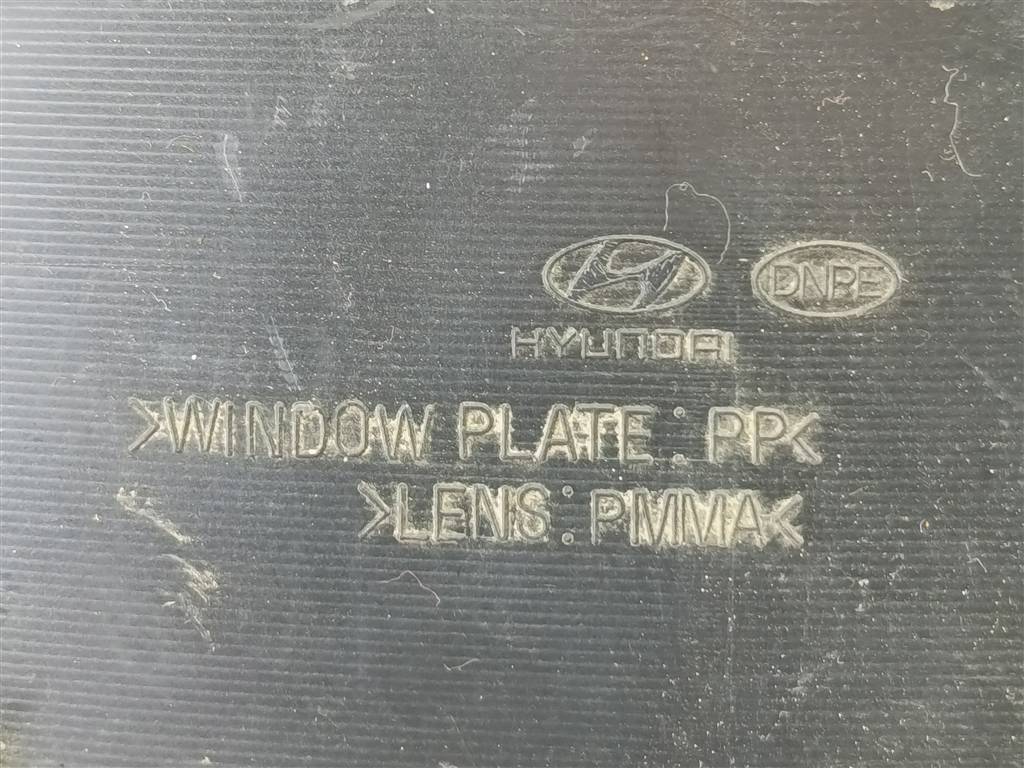 DNPE
HYUNDAI
>WINDOW PLATE : PP<
>LENS : PMMA<